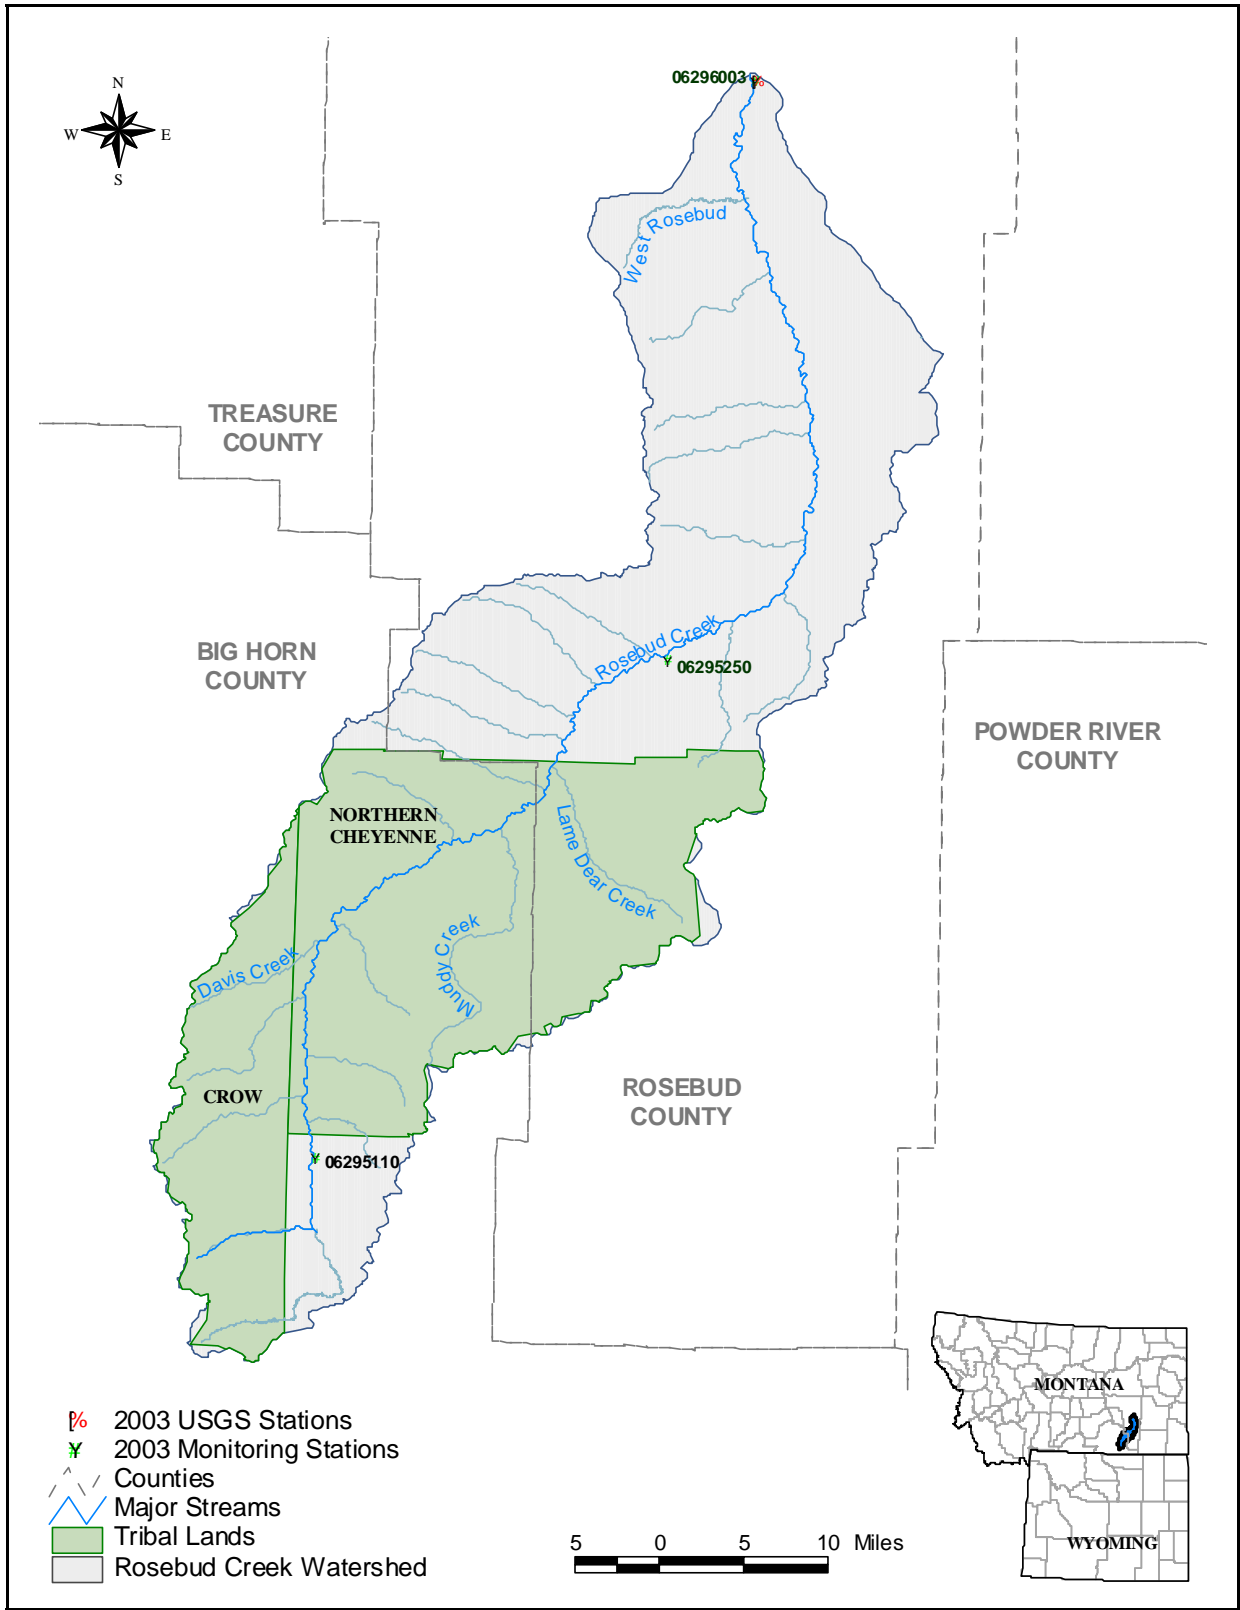 06296003
N
W E
S
West Rosebud
TREASURE
COUNTY
BIG HORN
COUNTY
Rosebud Creek
06295250
POWDER RIVER
COUNTY
NORTHERN
CHEYENNE
Lame Dear Creek
Muddy Creek
Davis Creek
CROW
ROSEBUD
COUNTY
06295110
MONTANA
WYOMING
% 2003 USGS Stations
2003 Monitoring Stations
Counties
Major Streams
Tribal Lands
Rosebud Creek Watershed
5 0 5 10 Miles